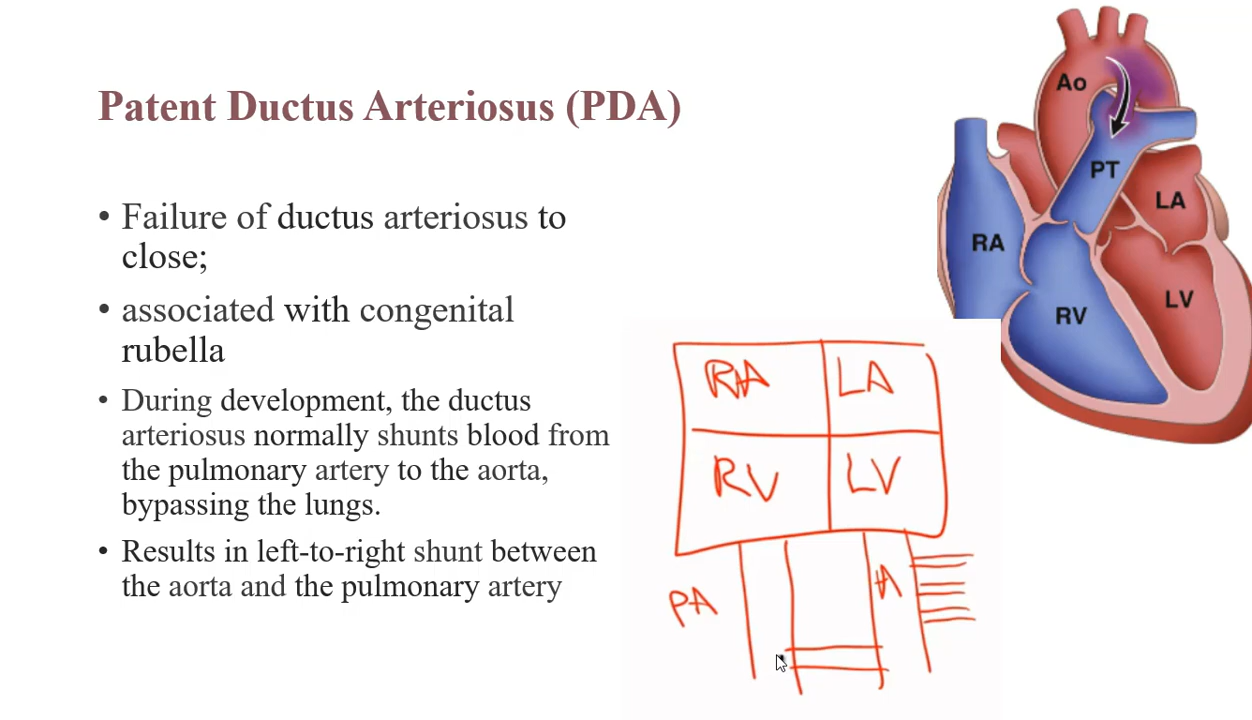 Patent Ductus Arteriosus (PDA)
• Failure of ductus arteriosus to
close;
• associated with congenital
rubella
• During development, the ductus
arteriosus normally shunts blood from
the pulmonary artery to the aorta,
bypassing the lungs.
• Results in left-to-right shunt between
the aorta and the pulmonary artery
Ao
PT
LA
RA
LV
RV
RA LA
RV LV
PA A